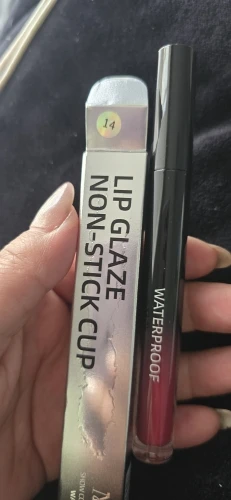 14
LIP GLAZE
NON-STICK CUP
WATERPROOF